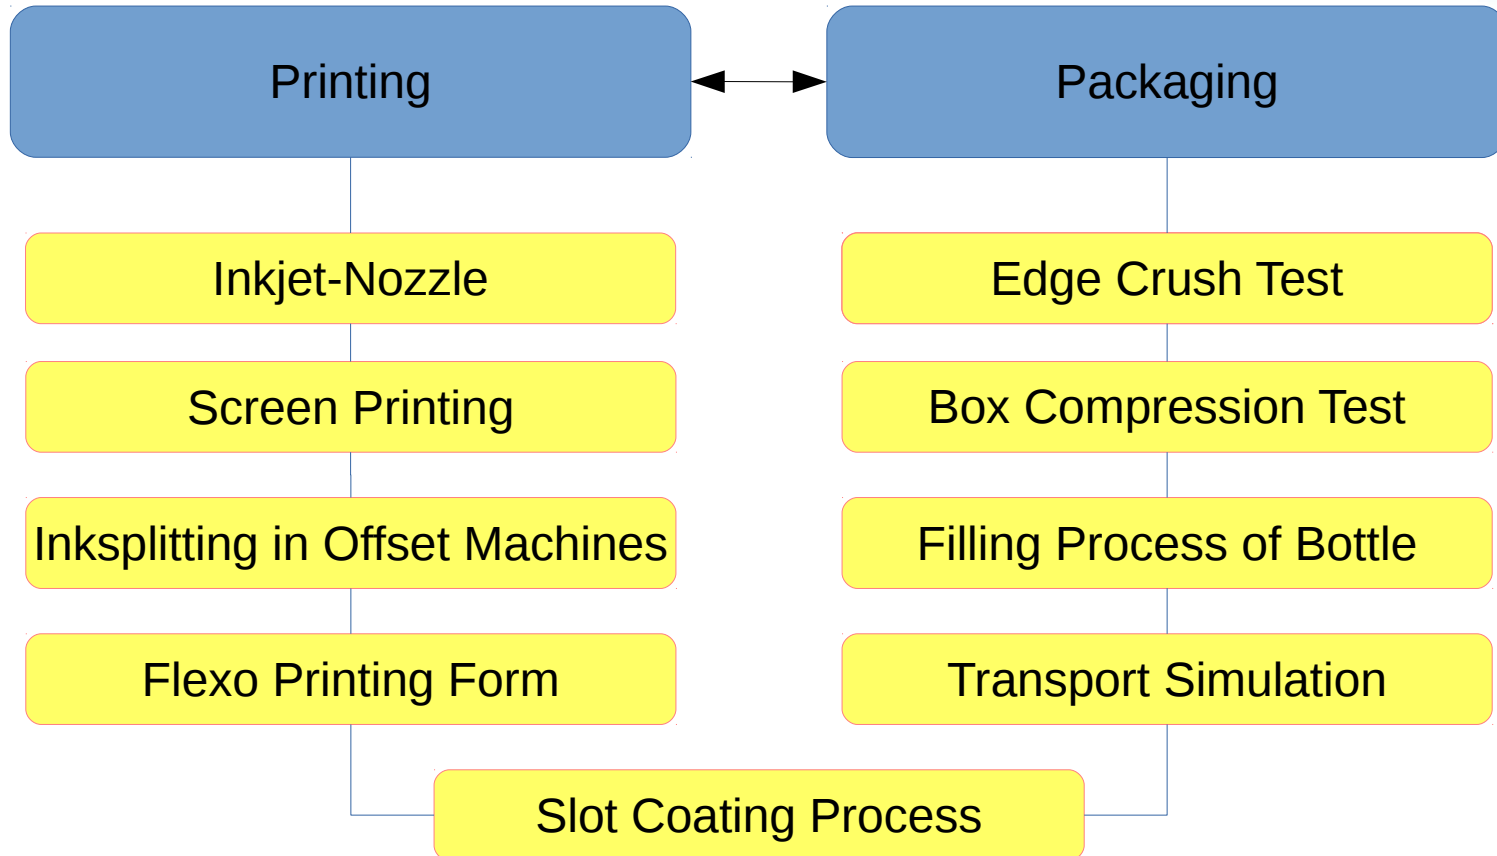 Printing
Packaging
Inkjet-Nozzle
Edge Crush Test
Screen Printing
Box Compression Test
Inksplitting in Offset Machines
Filling Process of Bottle
Flexo Printing Form
Transport Simulation
Slot Coating Process